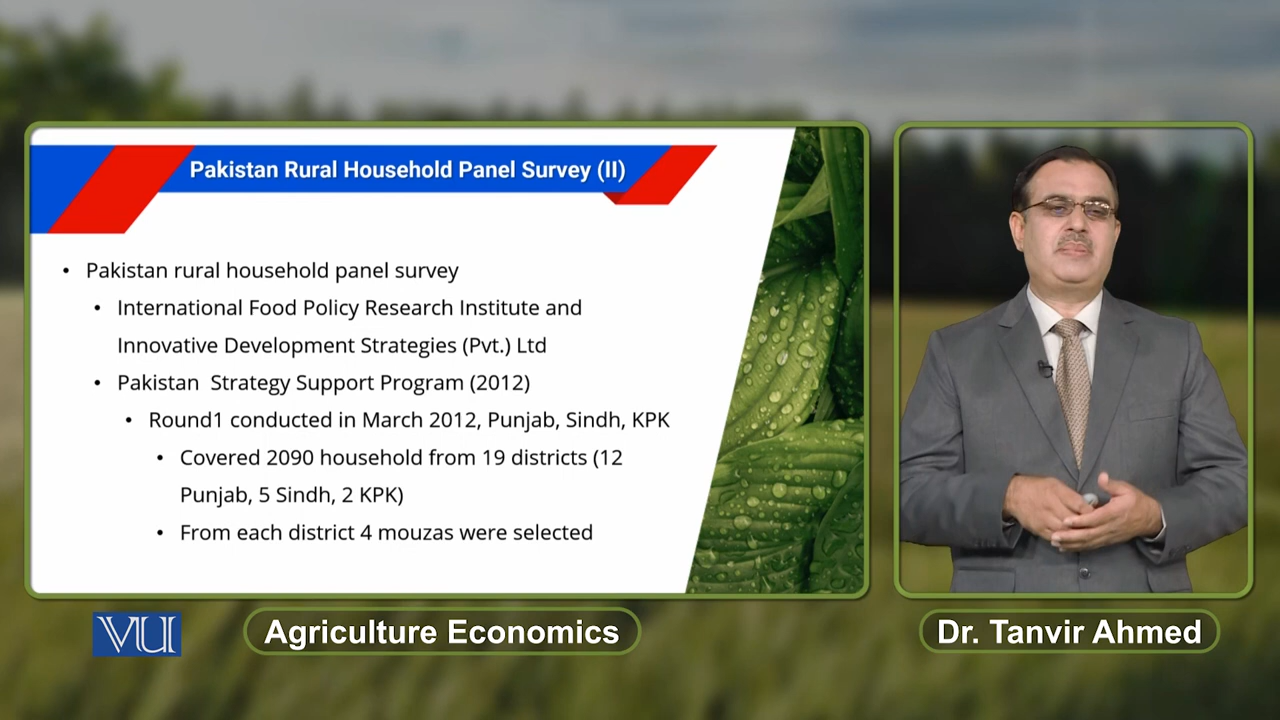 Pakistan Rural Household Panel Survey (II)
• Pakistan rural household panel survey
• International Food Policy Research Institute and
Innovative Development Strategies (Pvt.) Ltd
• Pakistan  Strategy Support Program (2012)
• Round1 conducted in March 2012, Punjab, Sindh, KPK
• Covered 2090 household from 19 districts (12
Punjab, 5 Sindh, 2 KPK)
• From each district 4 mouzas were selected
VU
Agriculture Economics
Dr. Tanvir Ahmed